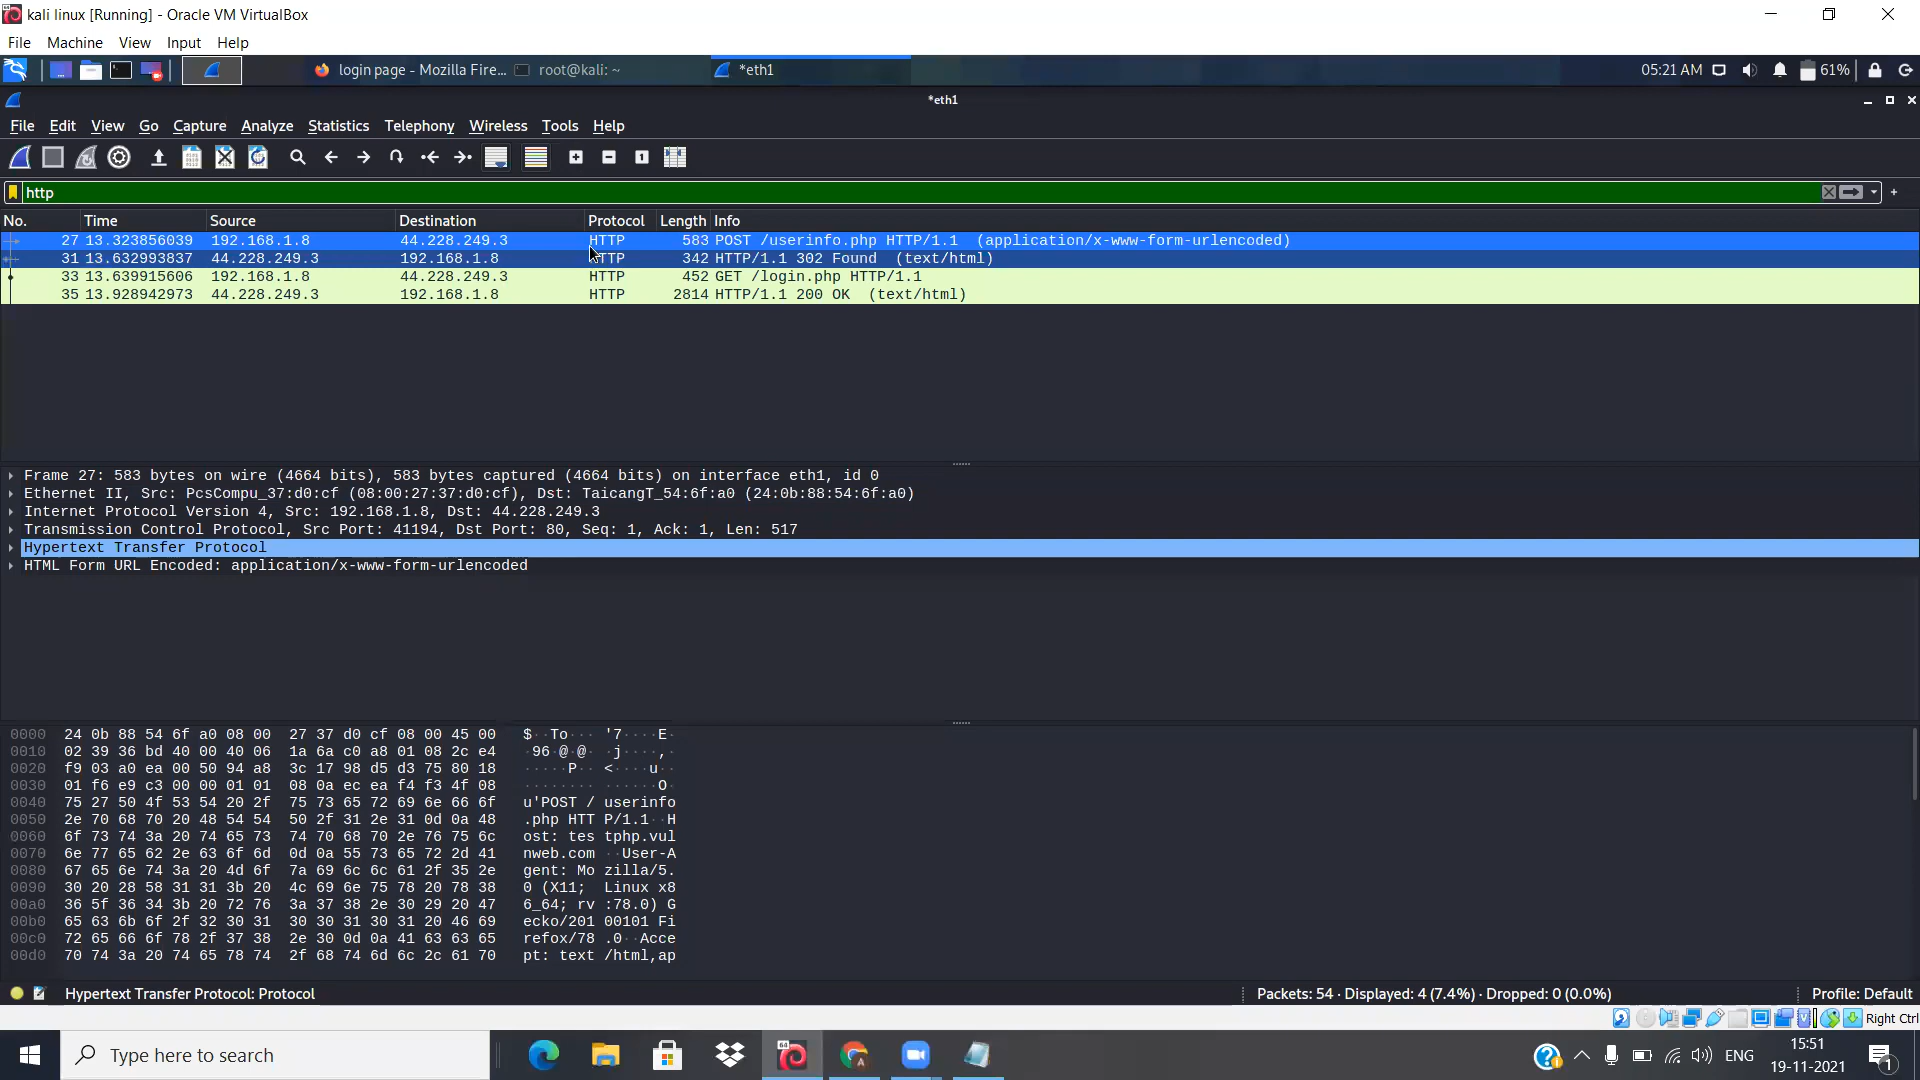 kali linux [Running] - Oracle VM VirtualBox
File Machine View Input Help
login page - Mozilla Fire... root@kali: ~ *eth1 05:21 AM 61%
*eth1
File Edit View Go Capture Analyze Statistics Telephony Wireless Tools Help
http
No. Time Source Destination Protocol Length Info
27 13.323856039 192.168.1.8 44.228.249.3 HTTP 583 POST /userinfo.php HTTP/1.1 (application/x-www-form-urlencoded)
31 13.632993837 44.228.249.3 192.168.1.8 HTTP 342 HTTP/1.1 302 Found (text/html)
33 13.639915606 192.168.1.8 44.228.249.3 HTTP 452 GET /login.php HTTP/1.1
35 13.928942973 44.228.249.3 192.168.1.8 HTTP 2814 HTTP/1.1 200 OK (text/html)
Frame 27: 583 bytes on wire (4664 bits), 583 bytes captured (4664 bits) on interface eth1, id 0
Ethernet II, Src: PcsCompu_37:d0:cf (08:00:27:37:d0:cf), Dst: TaicangT_54:6f:a0 (24:0b:88:54:6f:a0)
Internet Protocol Version 4, Src: 192.168.1.8, Dst: 44.228.249.3
Transmission Control Protocol, Src Port: 41194, Dst Port: 80, Seq: 1, Ack: 1, Len: 517
Hypertext Transfer Protocol
HTML Form URL Encoded: application/x-www-form-urlencoded
0000 24 0b 88 54 6f a0 08 00 27 37 d0 cf 08 00 45 00 $··To··· '7····E·
0010 02 39 36 bd 40 00 40 06 1a 6a c0 a8 01 08 2c e4 ·96·@·@· ·j····,·
0020 f9 03 a0 ea 00 50 94 a8 3c 17 98 d5 d3 75 80 18 ·····P·· <····u··
0030 01 f6 e9 c3 00 00 01 01 08 0a ec ea f4 f3 4f 08 ········ ······O·
0040 75 27 50 4f 53 54 20 2f 75 73 65 72 69 6e 66 6f u'POST / userinfo
0050 2e 70 68 70 20 48 54 54 50 2f 31 2e 31 0d 0a 48 .php HTT P/1.1··H
0060 6f 73 74 3a 20 74 65 73 74 70 68 70 2e 76 75 6c ost: tes tphp.vul
0070 6e 77 65 62 2e 63 6f 6d 0d 0a 55 73 65 72 2d 41 nweb.com ··User-A
0080 67 65 6e 74 3a 20 4d 6f 7a 69 6c 6c 61 2f 35 2e gent: Mo zilla/5.
0090 30 20 28 58 31 31 3b 20 4c 69 6e 75 78 20 78 38 0 (X11; Linux x8
00a0 36 5f 36 34 3b 20 72 76 3a 37 38 2e 30 29 20 47 6_64; rv :78.0) G
00b0 65 63 6b 6f 2f 32 30 31 30 30 31 30 31 20 46 69 ecko/201 00101 Fi
00c0 72 65 66 6f 78 2f 37 38 2e 30 0d 0a 41 63 63 65 refox/78 .0··Acce
00d0 70 74 3a 20 74 65 78 74 2f 68 74 6d 6c 2c 61 70 pt: text /html,ap
Hypertext Transfer Protocol: Protocol Packets: 54 · Displayed: 4 (7.4%) · Dropped: 0 (0.0%) Profile: Default
Right Ctrl
Type here to search ENG 15:51
19-11-2021 1